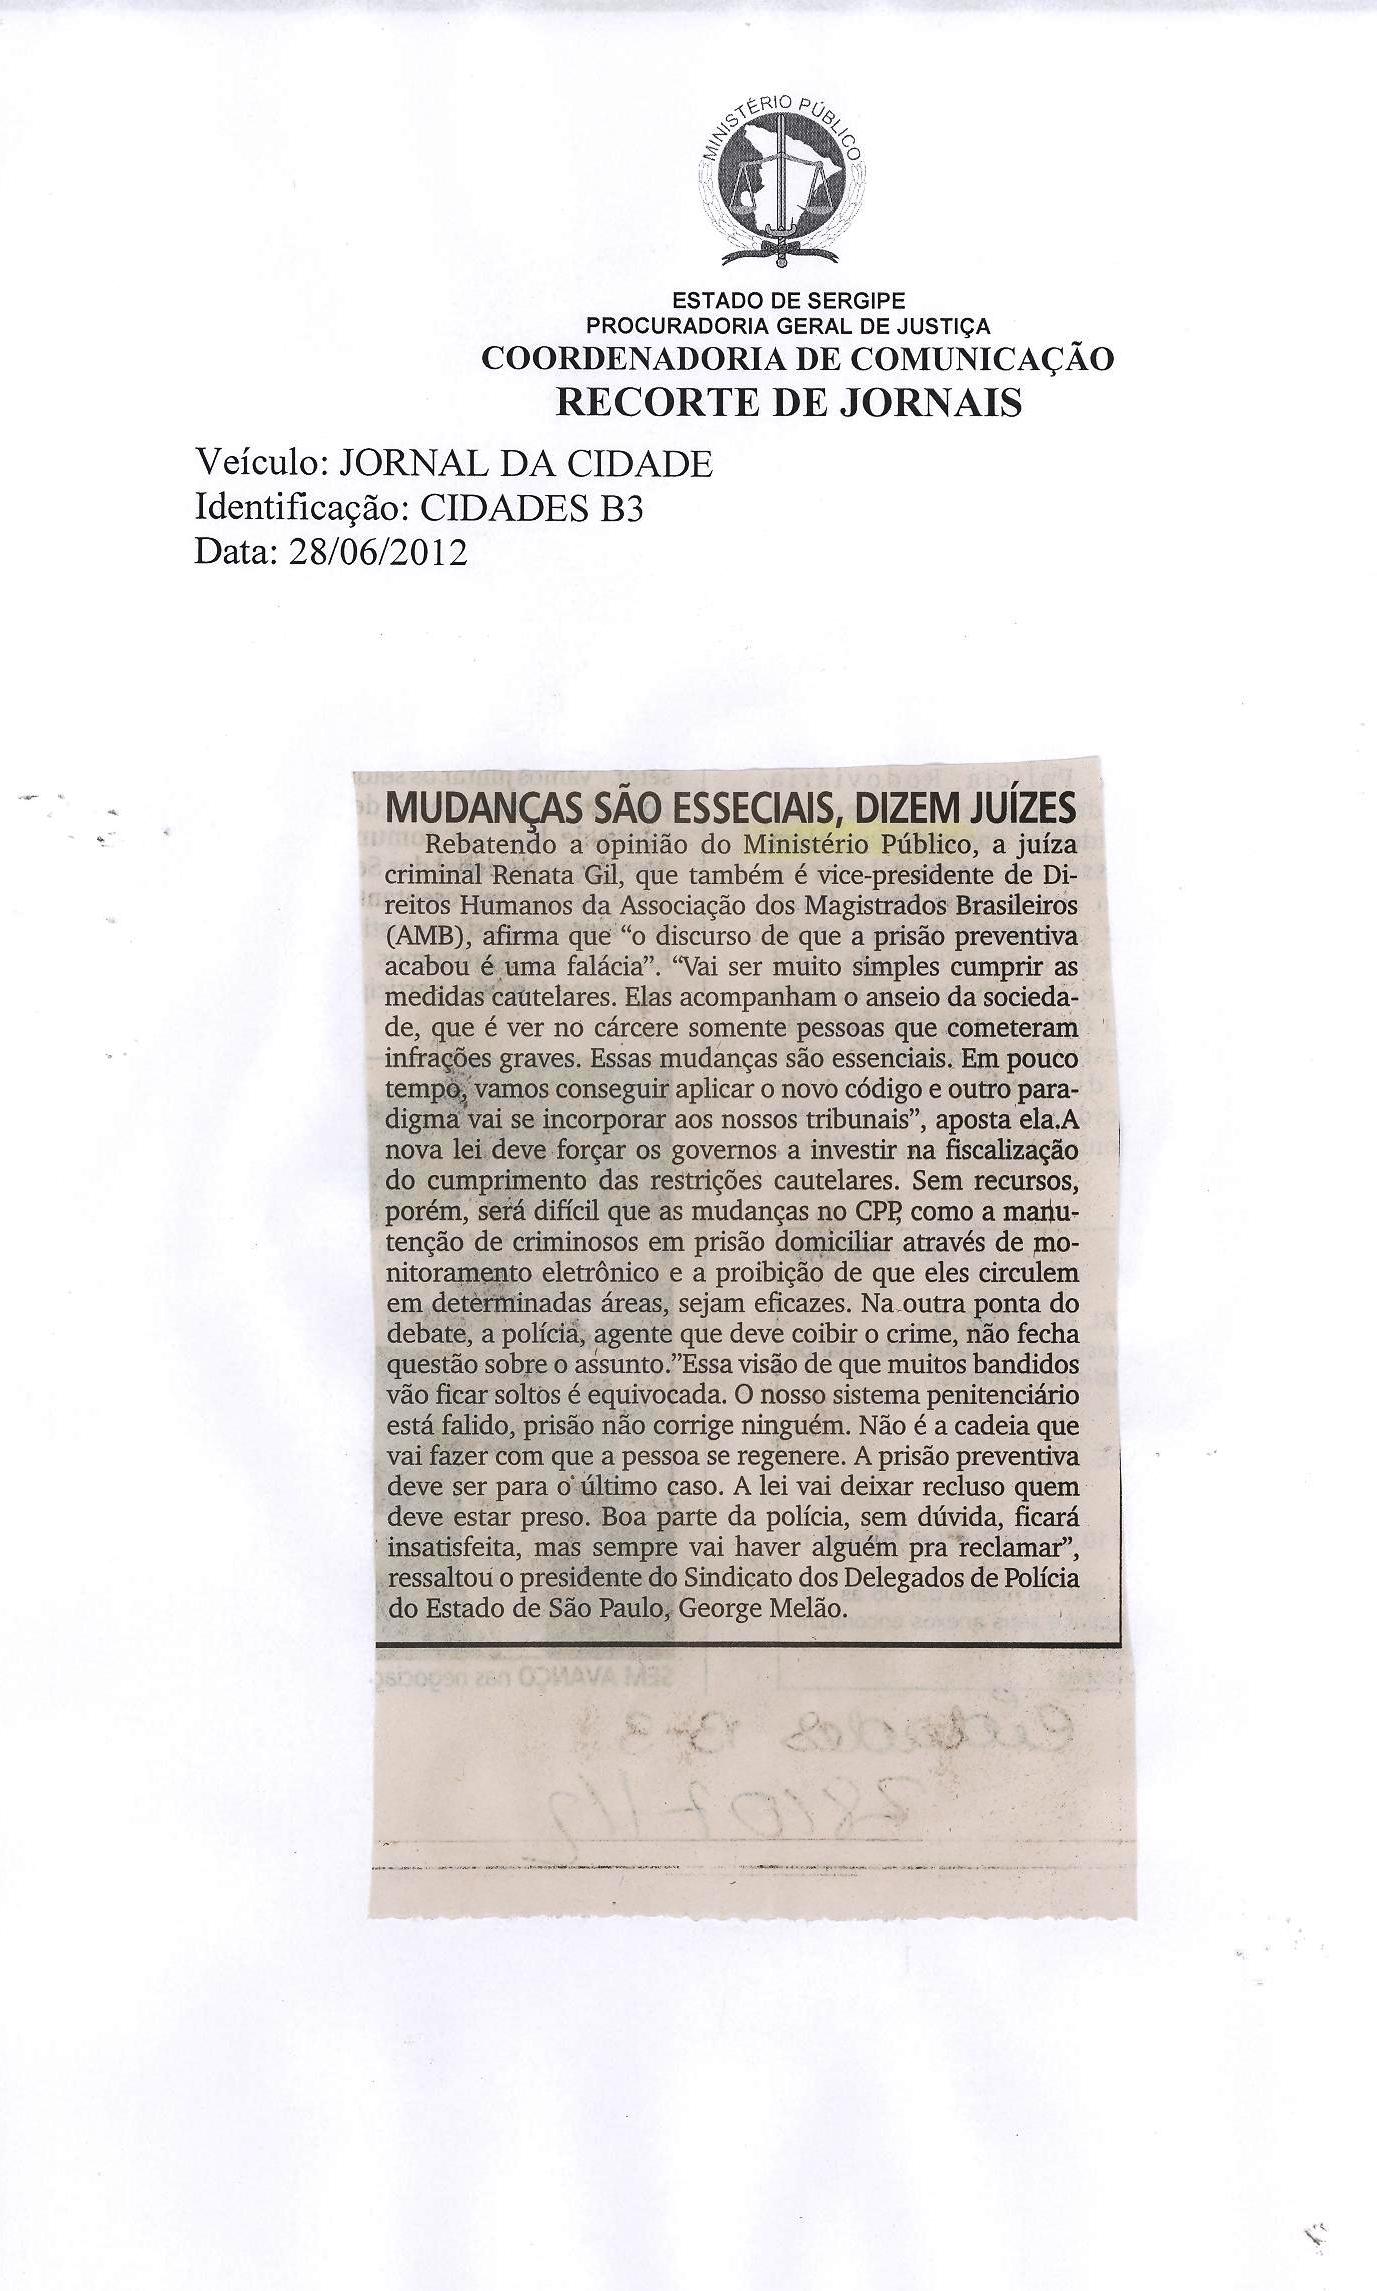 MINISTÉRIO PÚBLICO
ESTADO DE SERGIPE
PROCURADORIA GERAL DE JUSTIÇA
COORDENADORIA DE COMUNICAÇÃO
RECORTE DE JORNAIS
Veículo: JORNAL DA CIDADE
Identificação: CIDADES B3
Data: 28/06/2012
MUDANÇAS SÃO ESSECIAIS, DIZEM JUÍZES
Rebatendo a opinião do Ministério Público, a juíza
criminal Renata Gil, que também é vice-presidente de Di-
reitos Humanos da Associação dos Magistrados Brasileiros
(AMB), afirma que “o discurso de que a prisão preventiva
acabou é uma falácia”. “Vai ser muito simples cumprir as
medidas cautelares. Elas acompanham o anseio da socieda-
de, que é ver no cárcere somente pessoas que cometeram
infrações graves. Essas mudanças são essenciais. Em pouco
tempo, vamos conseguir aplicar o novo código e outro para-
digma vai se incorporar aos nossos tribunais”, aposta ela.A
nova lei deve forçar os governos a investir na fiscalização
do cumprimento das restrições cautelares. Sem recursos,
porém, será difícil que as mudanças no CPP, como a manu-
tenção de criminosos em prisão domiciliar através de mo-
nitoramento eletrônico e a proibição de que eles circulem
em determinadas áreas, sejam eficazes. Na outra ponta do
debate, a polícia, agente que deve coibir o crime, não fecha
questão sobre o assunto.”Essa visão de que muitos bandidos
vão ficar soltos é equivocada. O nosso sistema penitenciário
está falido, prisão não corrige ninguém. Não é a cadeia que
vai fazer com que a pessoa se regenere. A prisão preventiva
deve ser para o último caso. A lei vai deixar recluso quem
deve estar preso. Boa parte da polícia, sem dúvida, ficará
insatisfeita, mas sempre vai haver alguém pra reclamar”,
ressaltou o presidente do Sindicato dos Delegados de Polícia
do Estado de São Paulo, George Melão.
SEM AVANÇO nas negociaç
Cidades B-3